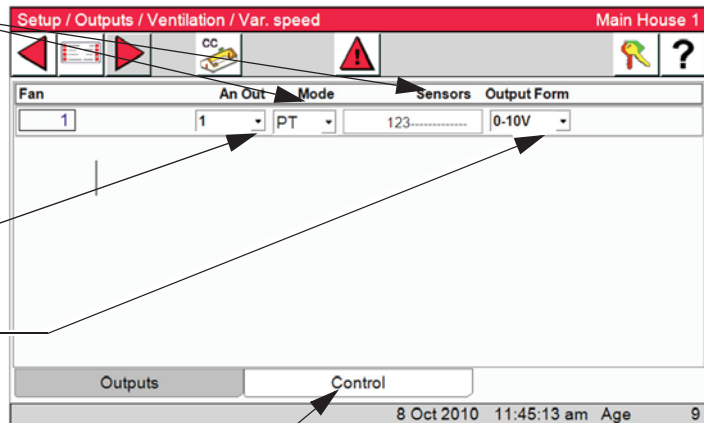 Setup / Outputs / Ventilation / Var. speed Main House 1
CC
!
?
Fan An Out Mode Sensors Output Form
1 1 PT 123------------- 0-10V
Outputs Control
8 Oct 2010 11:45:13 am Age 9